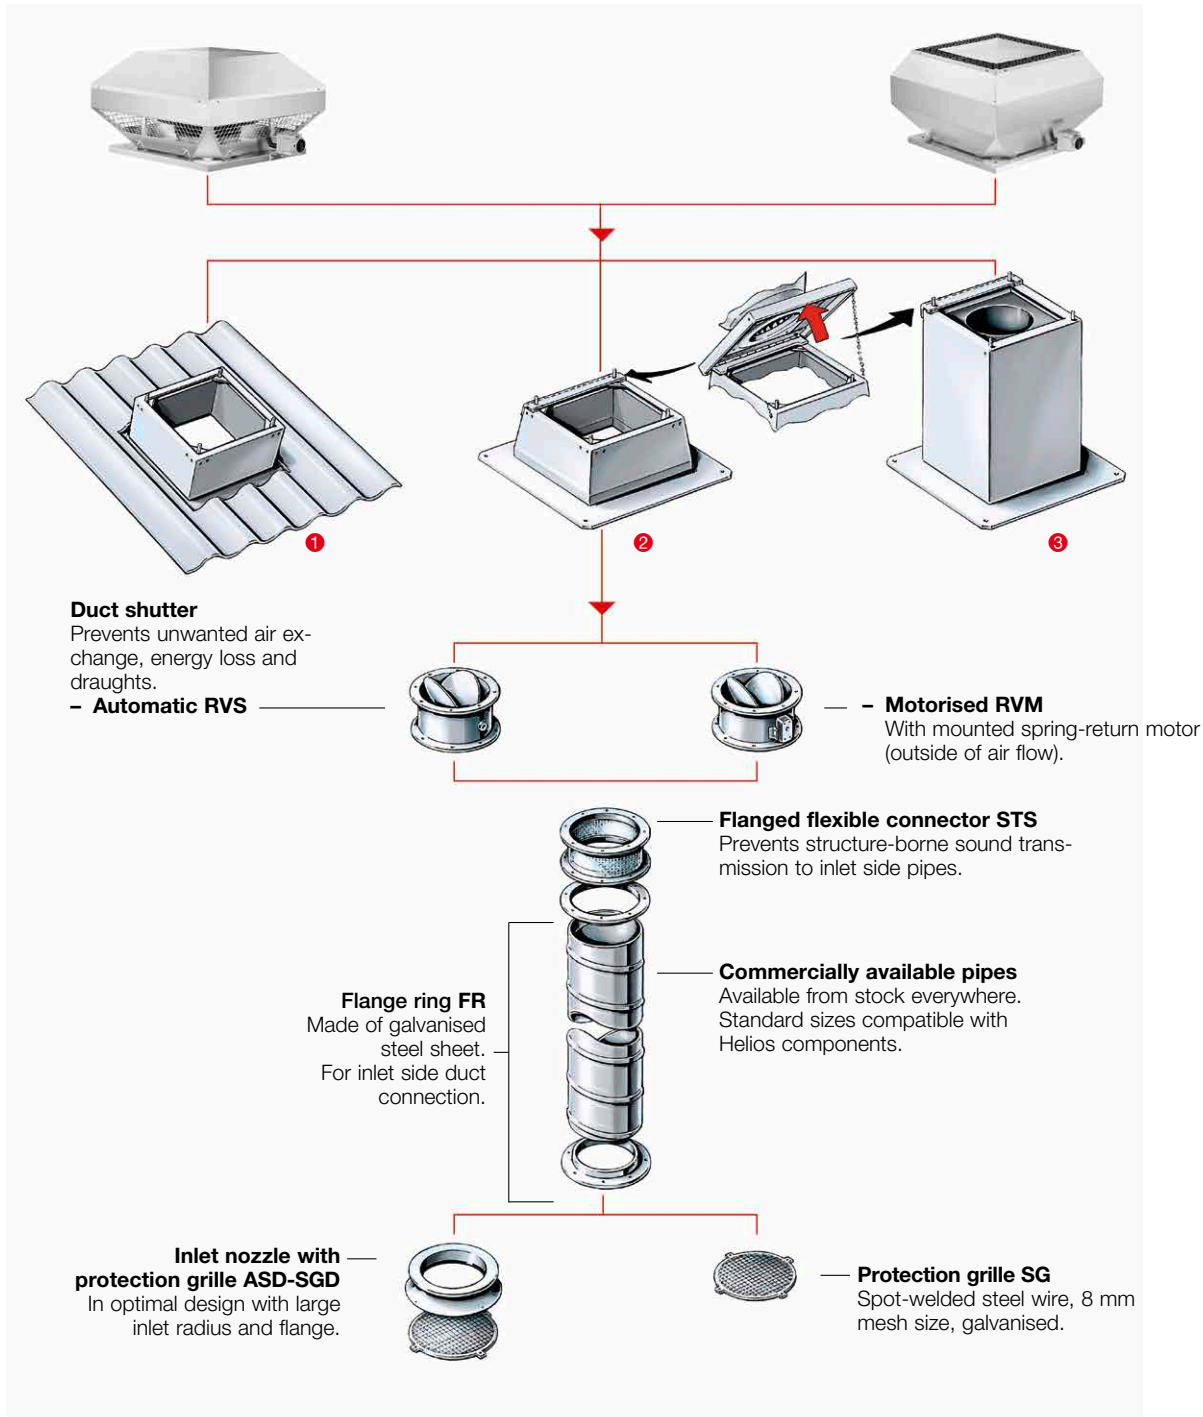 1
2
3
Duct shutter
Prevents unwanted air ex-
change, energy loss and
draughts.
– Automatic RVS
– Motorised RVM
With mounted spring-return motor
(outside of air flow).
Flanged flexible connector STS
Prevents structure-borne sound trans-
mission to inlet side pipes.
Commercially available pipes
Available from stock everywhere.
Standard sizes compatible with
Helios components.
Flange ring FR
Made of galvanised
steel sheet.
For inlet side duct
connection.
Inlet nozzle with
protection grille ASD-SGD
In optimal design with large
inlet radius and flange.
Protection grille SG
Spot-welded steel wire, 8 mm
mesh size, galvanised.